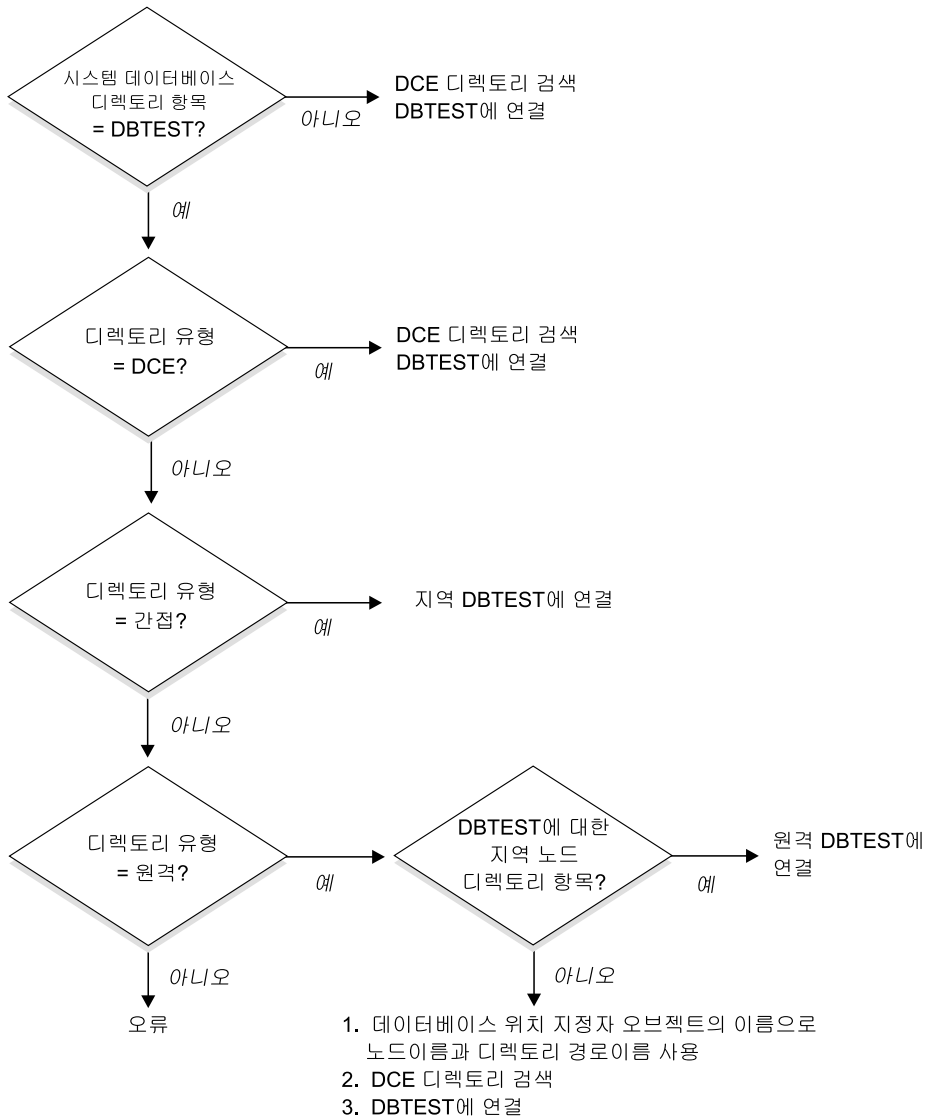 시스템 데이터베이스
디렉토리 항목
= DBTEST?
아니오
DCE 디렉토리 검색
DBTEST에 연결
예
디렉토리 유형
= DCE?
예
DCE 디렉토리 검색
DBTEST에 연결
아니오
디렉토리 유형
= 간접?
예
지역 DBTEST에 연결
아니오
디렉토리 유형
= 원격?
예
DBTEST에 대한
지역 노드
디렉토리 항목?
예
원격 DBTEST에
연결
아니오
오류
아니오
1. 데이터베이스 위치 지정자 오브젝트의 이름으로
노드이름과 디렉토리 경로이름 사용
2. DCE 디렉토리 검색
3. DBTEST에 연결